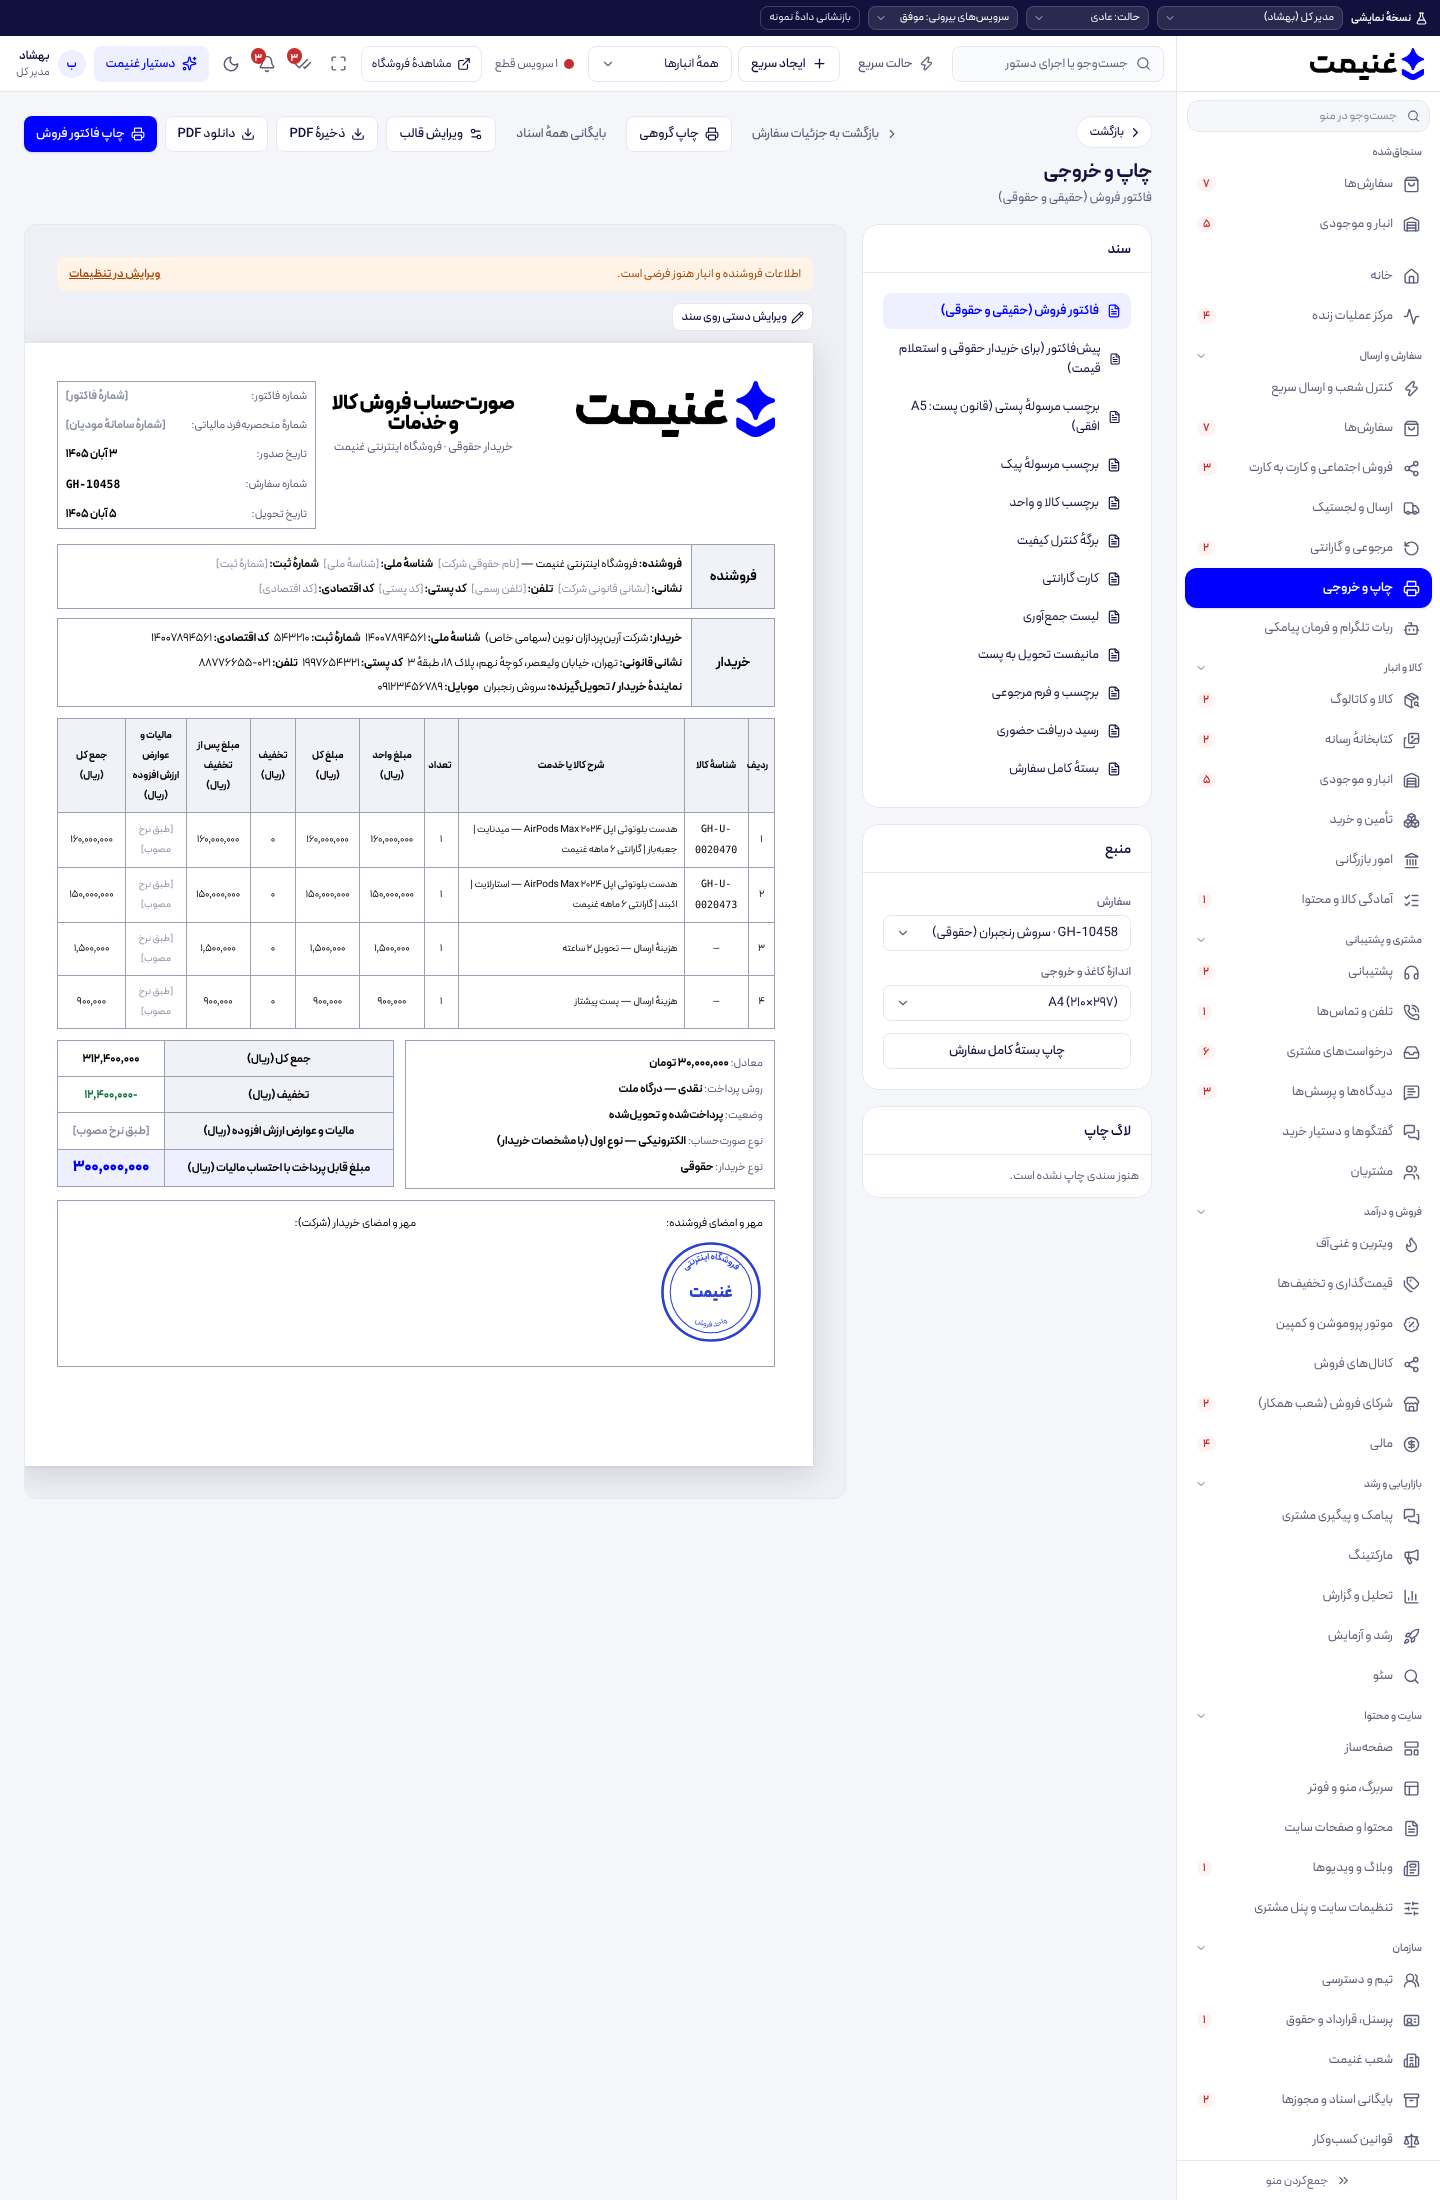 نسخهٔ نمایشی
مدیر کل (بهشاد)
حالت: عادی
سرویس‌های بیرونی: موفق
بازنشانی دادهٔ نمونه
غنیمت
جست‌وجو یا اجرای دستور
حالت سریع
ایجاد سریع
همهٔ انبارها
۱ سرویس قطع
مشاهدهٔ فروشگاه
۳
۳
دستیار غنیمت
ب
بهشاد
مدیر کل
جست‌وجو در منو
سنجاق‌شده
سفارش‌ها ۷
انبار و موجودی ۵
خانه
مرکز عملیات زنده ۴
سفارش و ارسال
کنترل شعب و ارسال سریع
سفارش‌ها ۷
فروش اجتماعی و کارت به کارت ۳
ارسال و لجستیک
مرجوعی و گارانتی ۲
چاپ و خروجی
ربات تلگرام و فرمان پیامکی
کالا و انبار
کالا و کاتالوگ ۲
کتابخانهٔ رسانه ۲
انبار و موجودی ۵
تأمین و خرید
امور بازرگانی
آمادگی کالا و محتوا ۱
مشتری و پشتیبانی
پشتیبانی ۲
تلفن و تماس‌ها ۱
درخواست‌های مشتری ۶
دیدگاه‌ها و پرسش‌ها ۳
گفتگوها و دستیار خرید
مشتریان
فروش و درآمد
ویترین و غنی‌آف
قیمت‌گذاری و تخفیف‌ها
موتور پروموشن و کمپین
کانال‌های فروش
شرکای فروش (شعب همکار) ۲
مالی ۴
بازاریابی و رشد
پیامک و پیگیری مشتری
مارکتینگ
تحلیل و گزارش
رشد و آزمایش
سئو
سایت و محتوا
صفحه‌ساز
سربرگ، منو و فوتر
محتوا و صفحات سایت
وبلاگ و ویدیوها ۱
تنظیمات سایت و پنل مشتری
سازمان
تیم و دسترسی
پرسنل، قرارداد و حقوق ۱
شعب غنیمت
بایگانی اسناد و مجوزها ۲
قوانین کسب‌وکار
جمع‌کردن منو
بازگشت
بازگشت به جزئیات سفارش
چاپ گروهی
بایگانی همهٔ اسناد
ویرایش قالب
ذخیرهٔ PDF
دانلود PDF
چاپ فاکتور فروش
چاپ و خروجی
فاکتور فروش (حقیقی و حقوقی)
سند
فاکتور فروش (حقیقی و حقوقی)
پیش‌فاکتور (برای خریدار حقوقی و استعلام
قیمت)
برچسب مرسولهٔ پستی (قانون پست: A5
افقی)
برچسب مرسولهٔ پیک
برچسب کالا و واحد
برگهٔ کنترل کیفیت
کارت گارانتی
لیست جمع‌آوری
مانیفست تحویل به پست
برچسب و فرم مرجوعی
رسید دریافت حضوری
بستهٔ کامل سفارش
منبع
سفارش
GH-10458 · سروش رنجبران (حقوقی)
اندازهٔ کاغذ و خروجی
A4 (۲۱۰×۲۹۷)
چاپ بستهٔ کامل سفارش
لاگ چاپ
هنوز سندی چاپ نشده است.
اطلاعات فروشنده و انبار هنوز فرضی است.
ویرایش در تنظیمات
ویرایش دستی روی سند
غنیمت
صورت‌حساب فروش کالا
و خدمات
خریدار حقوقی · فروشگاه اینترنتی غنیمت
شماره فاکتور: [شمارهٔ فاکتور]
شمارهٔ منحصربه‌فرد مالیاتی: [شمارهٔ سامانهٔ مودیان]
تاریخ صدور: ۳ آبان ۱۴۰۵
شماره سفارش: GH-10458
تاریخ تحویل: ۵ آبان ۱۴۰۵
فروشنده
فروشنده: فروشگاه اینترنتی غنیمت — [نام حقوقی شرکت] شناسهٔ ملی: [شناسهٔ ملی] شمارهٔ ثبت: [شمارهٔ ثبت]
نشانی: [نشانی قانونی شرکت] تلفن: [تلفن رسمی] کد پستی: [کد پستی] کد اقتصادی: [کد اقتصادی]
خریدار
خریدار: شرکت آرین‌پردازان نوین (سهامی خاص) شناسهٔ ملی: ۱۴۰۰۷۸۹۴۵۶۱ شمارهٔ ثبت: ۵۴۳۲۱۰ کد اقتصادی: ۱۴۰۰۷۸۹۴۵۶۱
نشانی قانونی: تهران، خیابان ولیعصر، کوچهٔ نهم، پلاک ۱۸، طبقهٔ ۳ کد پستی: ۱۹۹۷۶۵۴۳۲۱ تلفن: ۰۲۱-۸۸۷۷۶۶۵۵
نمایندهٔ خریدار / تحویل‌گیرنده: سروش رنجبران موبایل: ۰۹۱۲۳۴۵۶۷۸۹
ردیف | شناسهٔ کالا | شرح کالا یا خدمت | تعداد | مبلغ واحد (ریال) | مبلغ کل (ریال) | تخفیف (ریال) | مبلغ پس از تخفیف (ریال) | مالیات و عوارض ارزش افزوده (ریال) | جمع کل (ریال)
۱ | GH-U-0020470 | هدست بلوتوثی اپل AirPods Max ۲۰۲۴ — میدنایت | جعبه‌باز | گارانتی ۶ ماهه غنیمت | ۱ | ۱۶۰,۰۰۰,۰۰۰ | ۱۶۰,۰۰۰,۰۰۰ | ۰ | ۱۶۰,۰۰۰,۰۰۰ | [طبق نرخ مصوب] | ۱۶۰,۰۰۰,۰۰۰
۲ | GH-U-0020473 | هدست بلوتوثی اپل AirPods Max ۲۰۲۴ — استارلایت | اکبند | گارانتی ۶ ماهه غنیمت | ۱ | ۱۵۰,۰۰۰,۰۰۰ | ۱۵۰,۰۰۰,۰۰۰ | ۰ | ۱۵۰,۰۰۰,۰۰۰ | [طبق نرخ مصوب] | ۱۵۰,۰۰۰,۰۰۰
۳ | — | هزینهٔ ارسال — تحویل ۲ ساعته | ۱ | ۱,۵۰۰,۰۰۰ | ۱,۵۰۰,۰۰۰ | ۰ | ۱,۵۰۰,۰۰۰ | [طبق نرخ مصوب] | ۱,۵۰۰,۰۰۰
۴ | — | هزینهٔ ارسال — پست پیشتاز | ۱ | ۹۰۰,۰۰۰ | ۹۰۰,۰۰۰ | ۰ | ۹۰۰,۰۰۰ | [طبق نرخ مصوب] | ۹۰۰,۰۰۰
معادل: ۳۰,۰۰۰,۰۰۰ تومان
روش پرداخت: نقدی — درگاه ملت
وضعیت: پرداخت‌شده و تحویل‌شده
نوع صورت‌حساب: الکترونیکی — نوع اول (با مشخصات خریدار)
نوع خریدار: حقوقی
جمع کل (ریال) ۳۱۲,۴۰۰,۰۰۰
تخفیف (ریال) -۱۲,۴۰۰,۰۰۰
مالیات و عوارض ارزش افزوده (ریال) [طبق نرخ مصوب]
مبلغ قابل پرداخت با احتساب مالیات (ریال) ۳۰۰,۰۰۰,۰۰۰
مهر و امضای فروشنده:
مهر و امضای خریدار (شرکت):
فروشگاه اینترنتی
غنیمت
واحد فروش